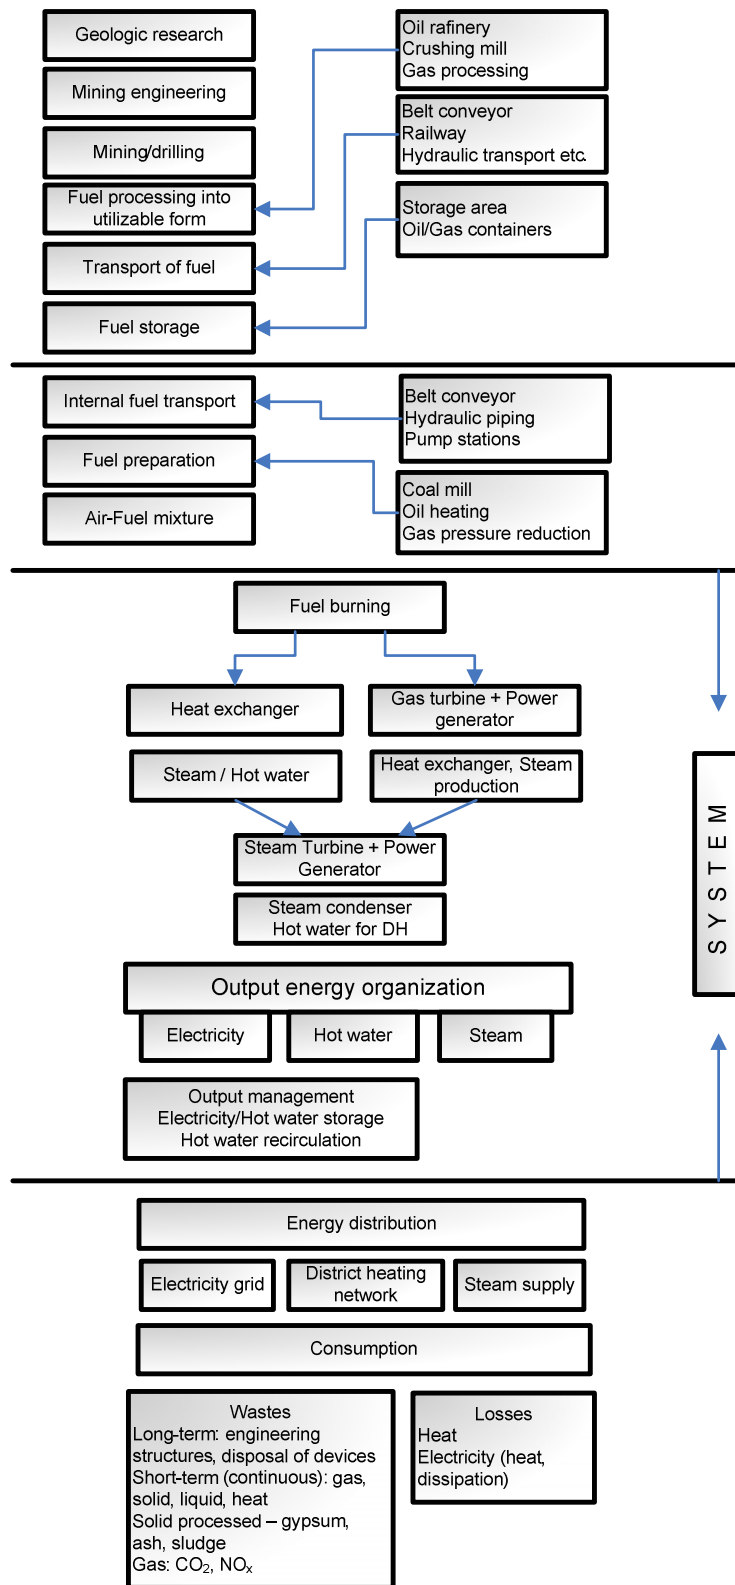 Geologic research
Mining engineering
Mining/drilling
Fuel processing into
utilizable form
Transport of fuel
Fuel storage
Oil rafinery
Crushing mill
Gas processing
Belt conveyor
Railway
Hydraulic transport etc.
Storage area
Oil/Gas containers
Internal fuel transport
Fuel preparation
Air-Fuel mixture
Belt conveyor
Hydraulic piping
Pump stations
Coal mill
Oil heating
Gas pressure reduction
Fuel burning
Heat exchanger
Gas turbine + Power
generator
Steam / Hot water
Heat exchanger, Steam
production
Steam Turbine + Power
Generator
Steam condenser
Hot water for DH
Output energy organization
Electricity
Hot water
Steam
Output management
Electricity/Hot water storage
Hot water recirculation
SYSTEM
Energy distribution
Electricity grid
District heating
network
Steam supply
Consumption
Wastes
Long-term: engineering
structures, disposal of devices
Short-term (continuous): gas,
solid, liquid, heat
Solid processed – gypsum,
ash, sludge
Gas: CO₂, NOₓ
Losses
Heat
Electricity (heat,
dissipation)